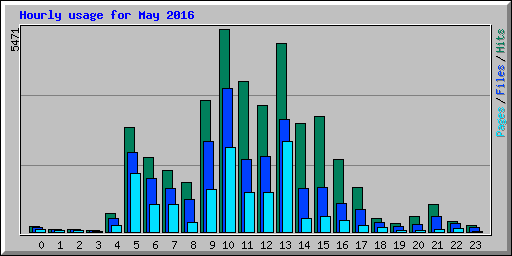 Hourly usage for May 2016
5471
Pages/Files/Hits
0 1 2 3 4 5 6 7 8 9 10 11 12 13 14 15 16 17 18 19 20 21 22 23